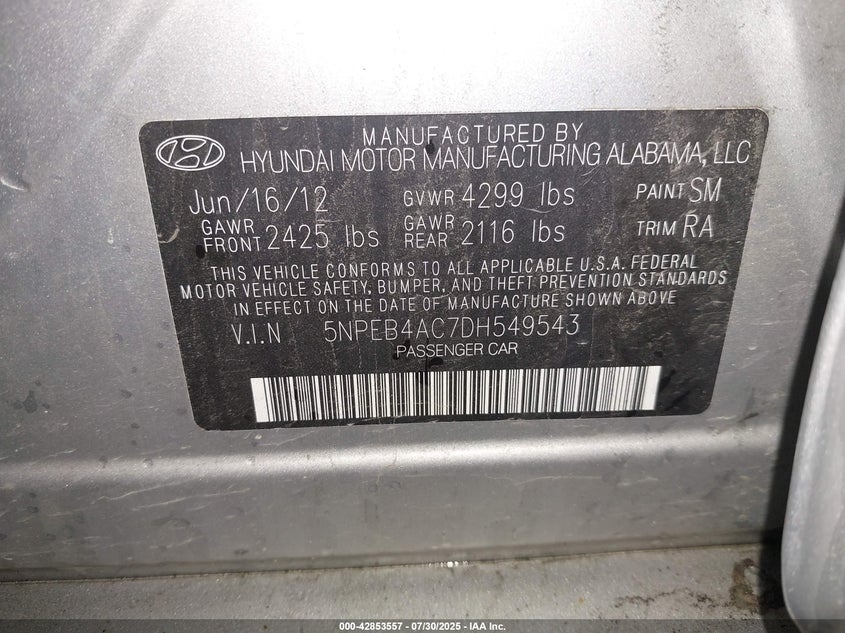 MANUFACTURED BY
HYUNDAI MOTOR MANUFACTURING ALABAMA, LLC
Jun/16/12 GVWR 4299 lbs PAINT SM
GAWR FRONT 2425 lbs GAWR REAR 2116 lbs TRIM RA
THIS VEHICLE CONFORMS TO ALL APPLICABLE U.S.A. FEDERAL
MOTOR VEHICLE SAFETY, BUMPER, AND THEFT PREVENTION STANDARDS
IN EFFECT ON THE DATE OF MANUFACTURE SHOWN ABOVE
V.I.N 5NPEB4AC7DH549543
PASSENGER CAR
000-42853557 - 07/30/2025 - IAA Inc.